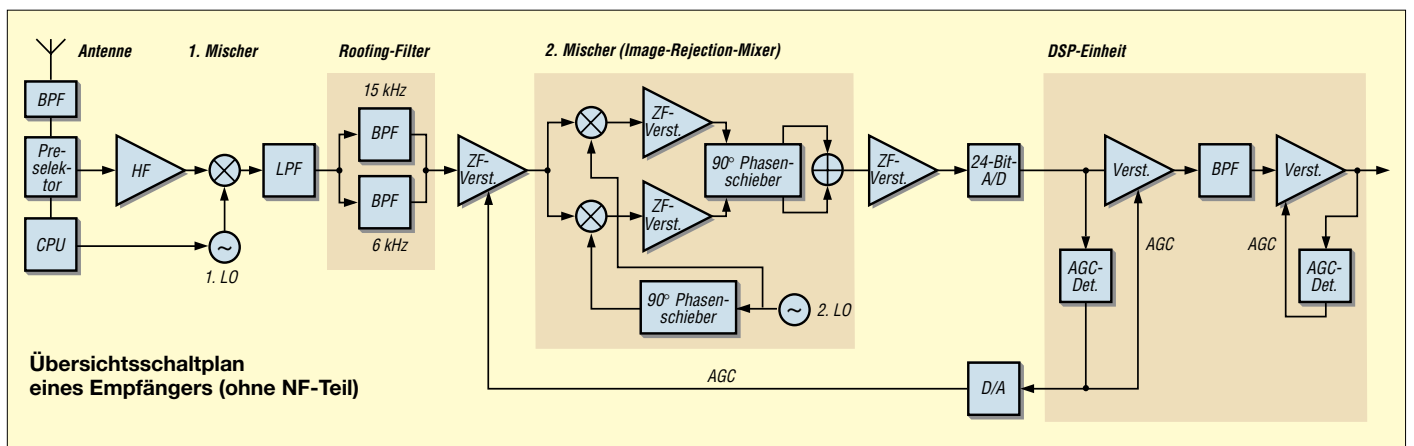 Antenne
1. Mischer
Roofing-Filter
2. Mischer (Image-Rejection-Mixer)
DSP-Einheit
BPF
Pre-
selek-
tor
CPU
HF
~
1. LO
LPF
15 kHz
BPF
BPF
6 kHz
ZF-
Verst.
ZF-
Verst.
ZF-
Verst.
90° Phasen-
schieber
90° Phasen-
schieber
~
2. LO
ZF-
Verst.
24-Bit-
A/D
Verst.
BPF
Verst.
AGC-
Det.
AGC
AGC
AGC-
Det.
D/A
AGC
Übersichtsschaltplan
eines Empfängers (ohne NF-Teil)